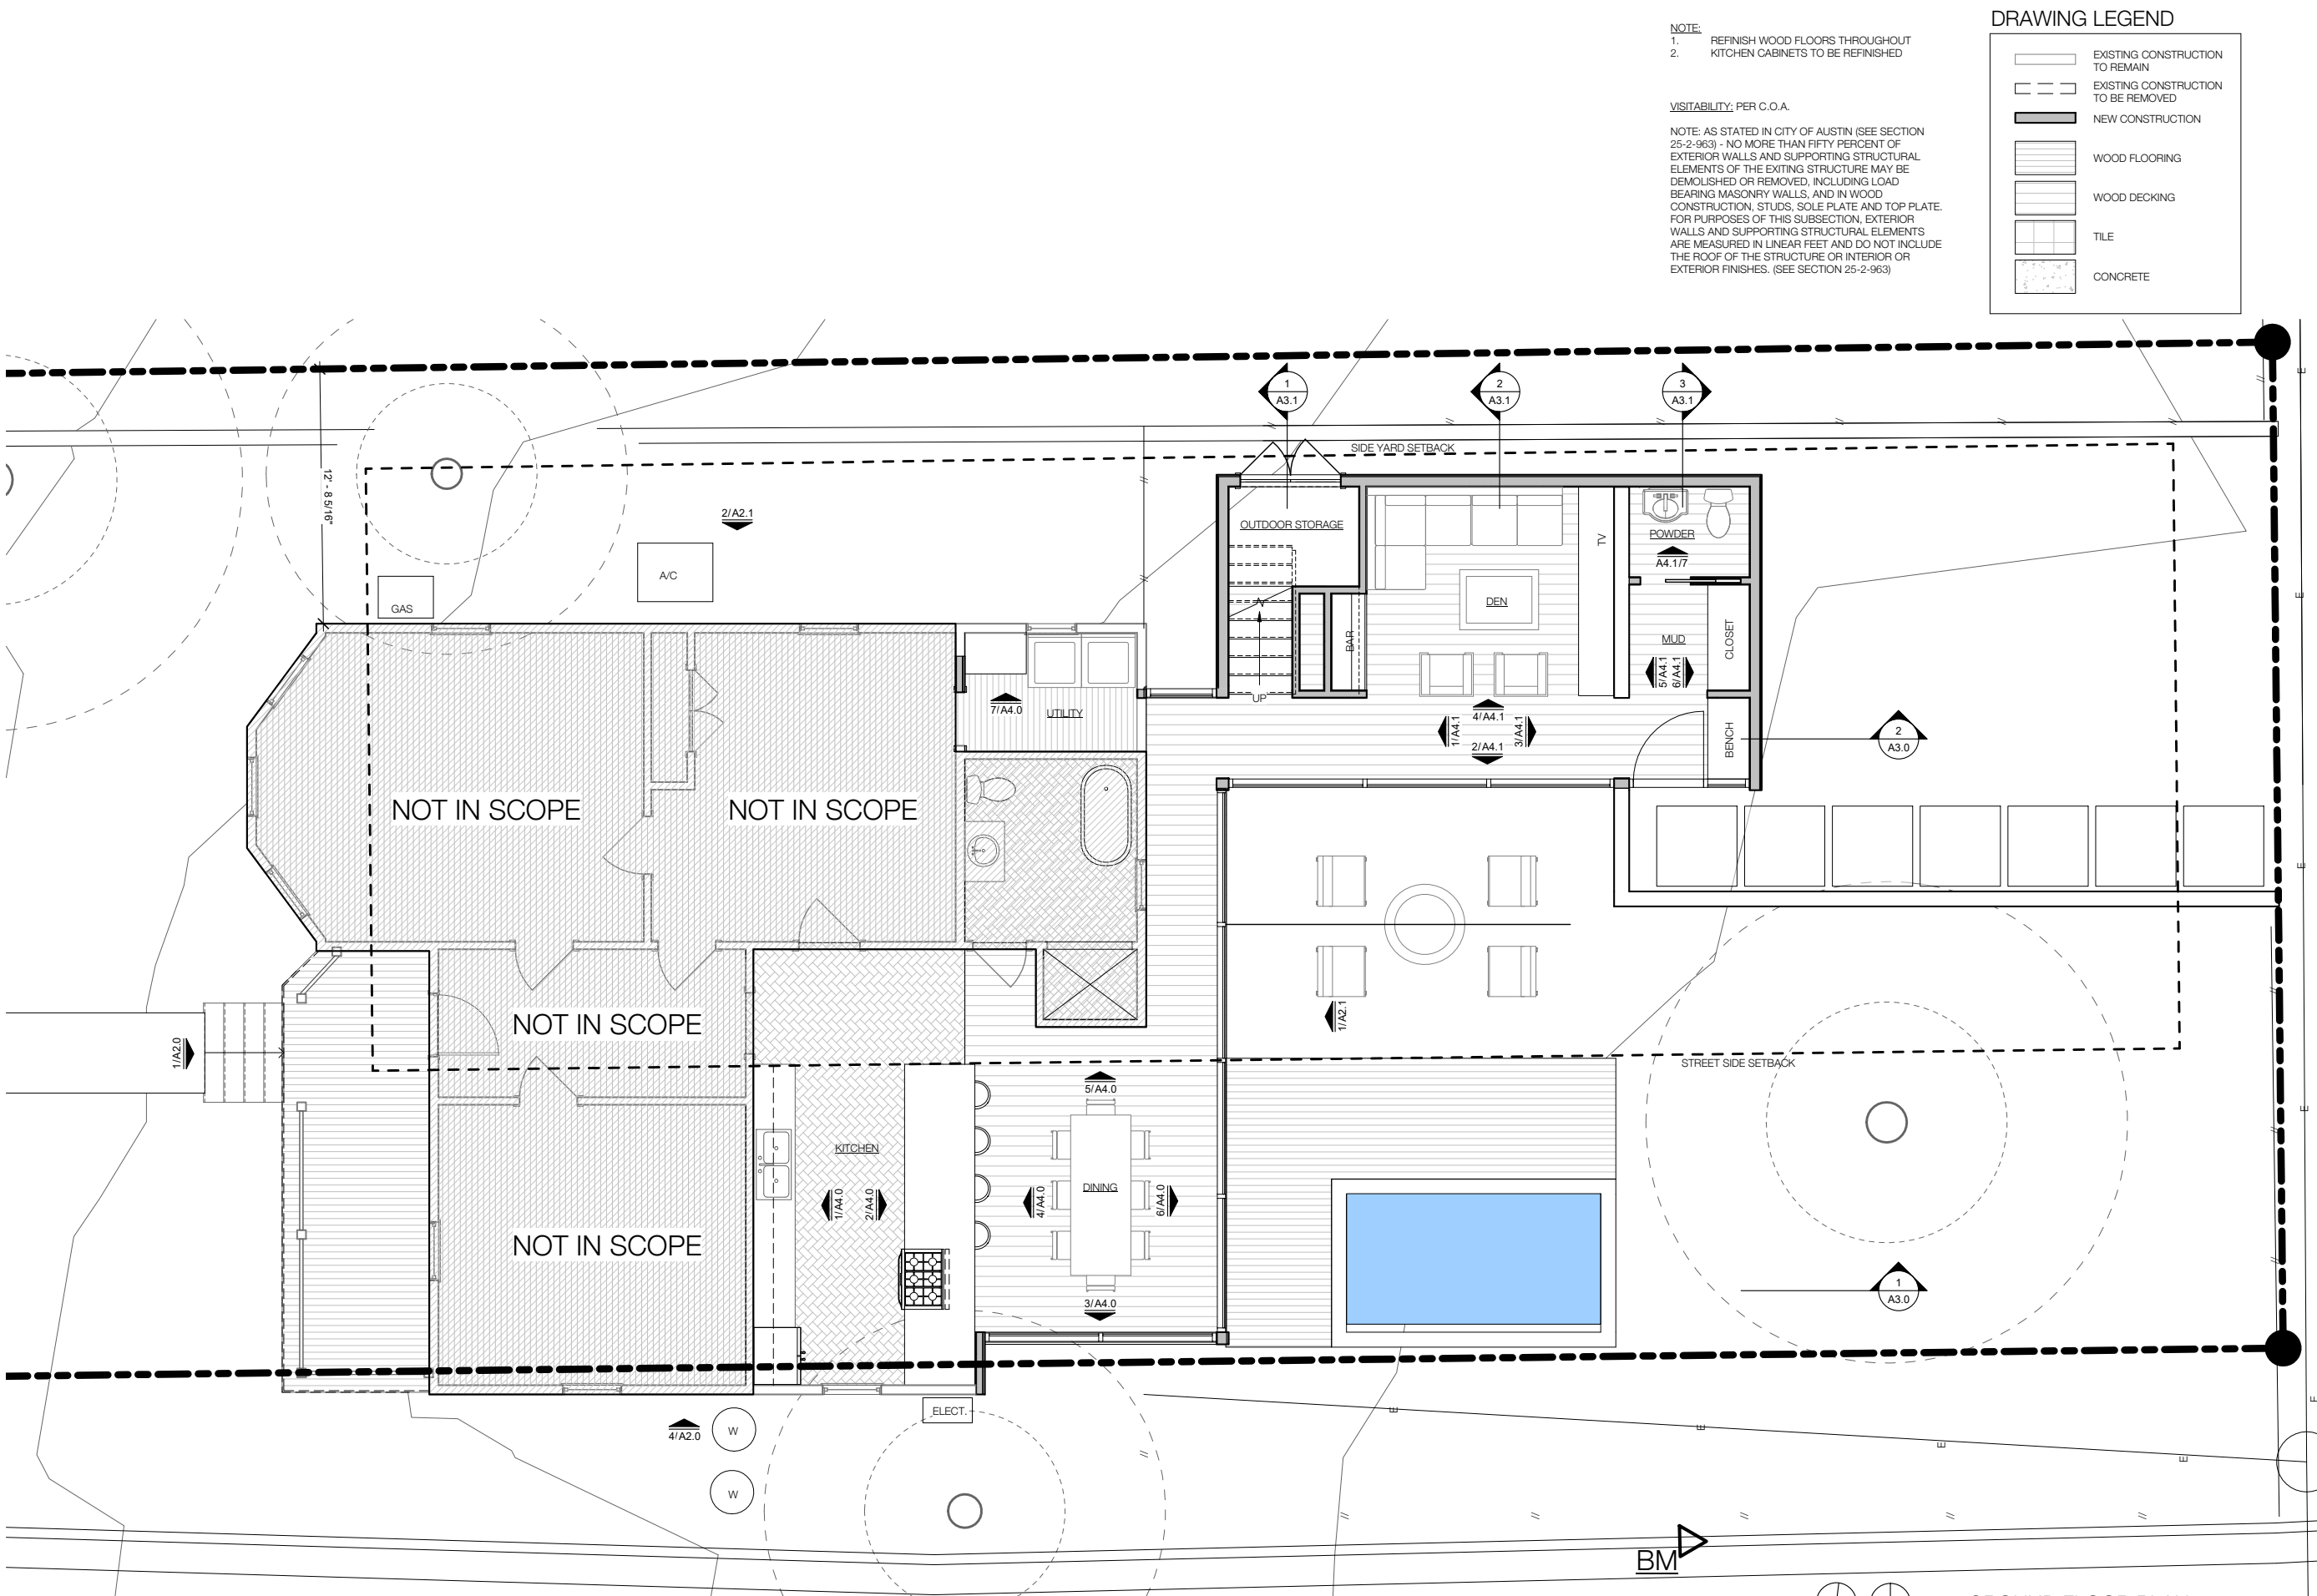 DRAWING LEGEND
NOTE:
1. REFINISH WOOD FLOORS THROUGHOUT
2. KITCHEN CABINETS TO BE REFINISHED
VISITABILITY: PER C.O.A.
NOTE: AS STATED IN CITY OF AUSTIN (SEE SECTION
25-2-963) - NO MORE THAN FIFTY PERCENT OF
EXTERIOR WALLS AND SUPPORTING STRUCTURAL
ELEMENTS OF THE EXITING STRUCTURE MAY BE
DEMOLISHED OR REMOVED, INCLUDING LOAD
BEARING MASONRY WALLS, AND IN WOOD
CONSTRUCTION, STUDS, SOLE PLATE AND TOP PLATE.
FOR PURPOSES OF THIS SUBSECTION, EXTERIOR
WALLS AND SUPPORTING STRUCTURAL ELEMENTS
ARE MEASURED IN LINEAR FEET AND DO NOT INCLUDE
THE ROOF OF THE STRUCTURE OR INTERIOR OR
EXTERIOR FINISHES. (SEE SECTION 25-2-963)
EXISTING CONSTRUCTION
TO REMAIN
EXISTING CONSTRUCTION
TO BE REMOVED
NEW CONSTRUCTION
WOOD FLOORING
WOOD DECKING
TILE
CONCRETE
1
A3.1
2
A3.1
3
A3.1
SIDE YARD SETBACK
12' - 8 5/16"
2/A2.1
OUTDOOR STORAGE
TV
POWDER
A4.1/7
A/C
GAS
DEN
BAR
MUD
CLOSET
5/A4.1
6/A4.1
UP
7/A4.0
UTILITY
1/A4.1
4/A4.1
3/A4.1
2/A4.1
BENCH
2
A3.0
NOT IN SCOPE
NOT IN SCOPE
NOT IN SCOPE
1/A2.1
1/A2.0
STREET SIDE SETBACK
5/A4.0
KITCHEN
DINING
1/A4.0
2/A4.0
4/A4.0
6/A4.0
NOT IN SCOPE
3/A4.0
1
A3.0
ELECT.
4/A2.0
W
W
E
E
E
E
E
E
E
E
E
E
BM